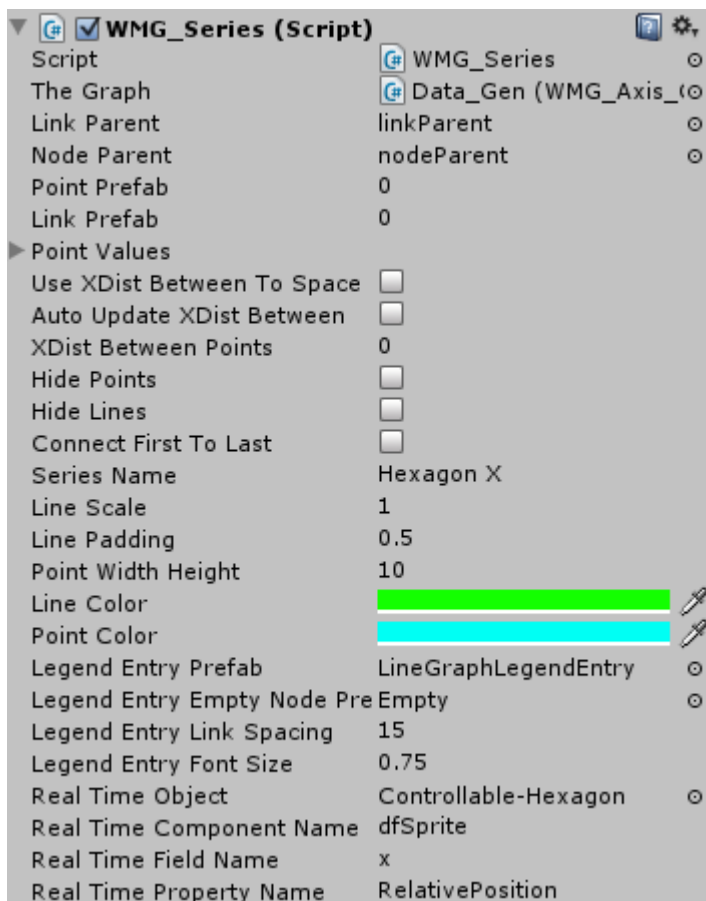 WMG_Series (Script)
Script WMG_Series
The Graph Data_Gen (WMG_Axis_
Link Parent linkParent
Node Parent nodeParent
Point Prefab 0
Link Prefab 0
Point Values
Use XDist Between To Space
Auto Update XDist Between
XDist Between Points 0
Hide Points
Hide Lines
Connect First To Last
Series Name Hexagon X
Line Scale 1
Line Padding 0.5
Point Width Height 10
Line Color
Point Color
Legend Entry Prefab LineGraphLegendEntry
Legend Entry Empty Node Pre Empty
Legend Entry Link Spacing 15
Legend Entry Font Size 0.75
Real Time Object Controllable-Hexagon
Real Time Component Name dfSprite
Real Time Field Name x
Real Time Property Name RelativePosition